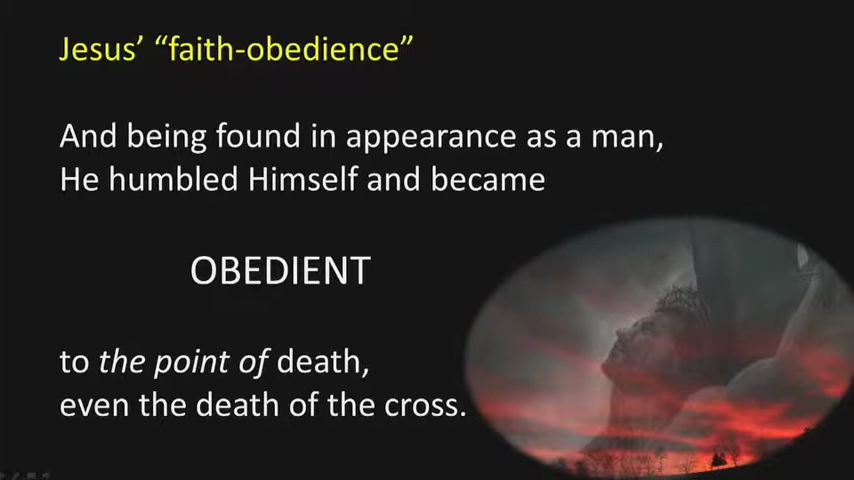 Jesus’ “faith-obedience”
And being found in appearance as a man,
He humbled Himself and became
OBEDIENT
to the point of death,
even the death of the cross.